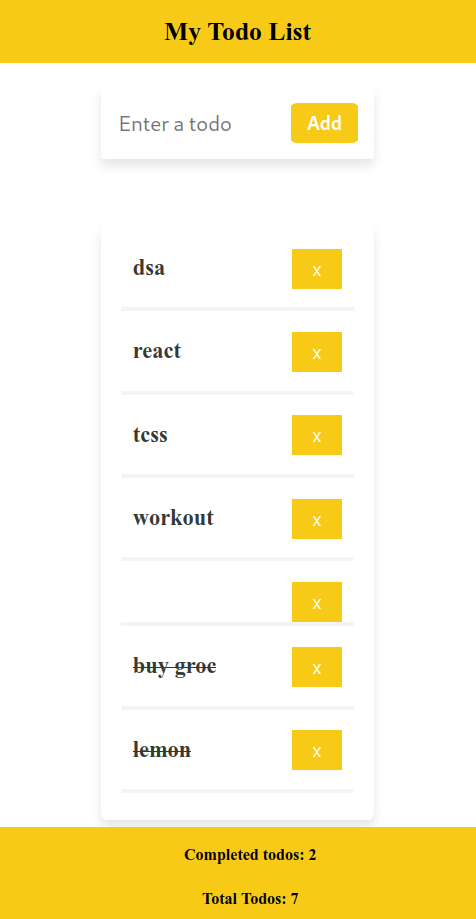 My Todo List
Enter a todo Add
dsa x
react x
tcss x
workout x
x
buy groc x
lemon x
Completed todos: 2
Total Todos: 7